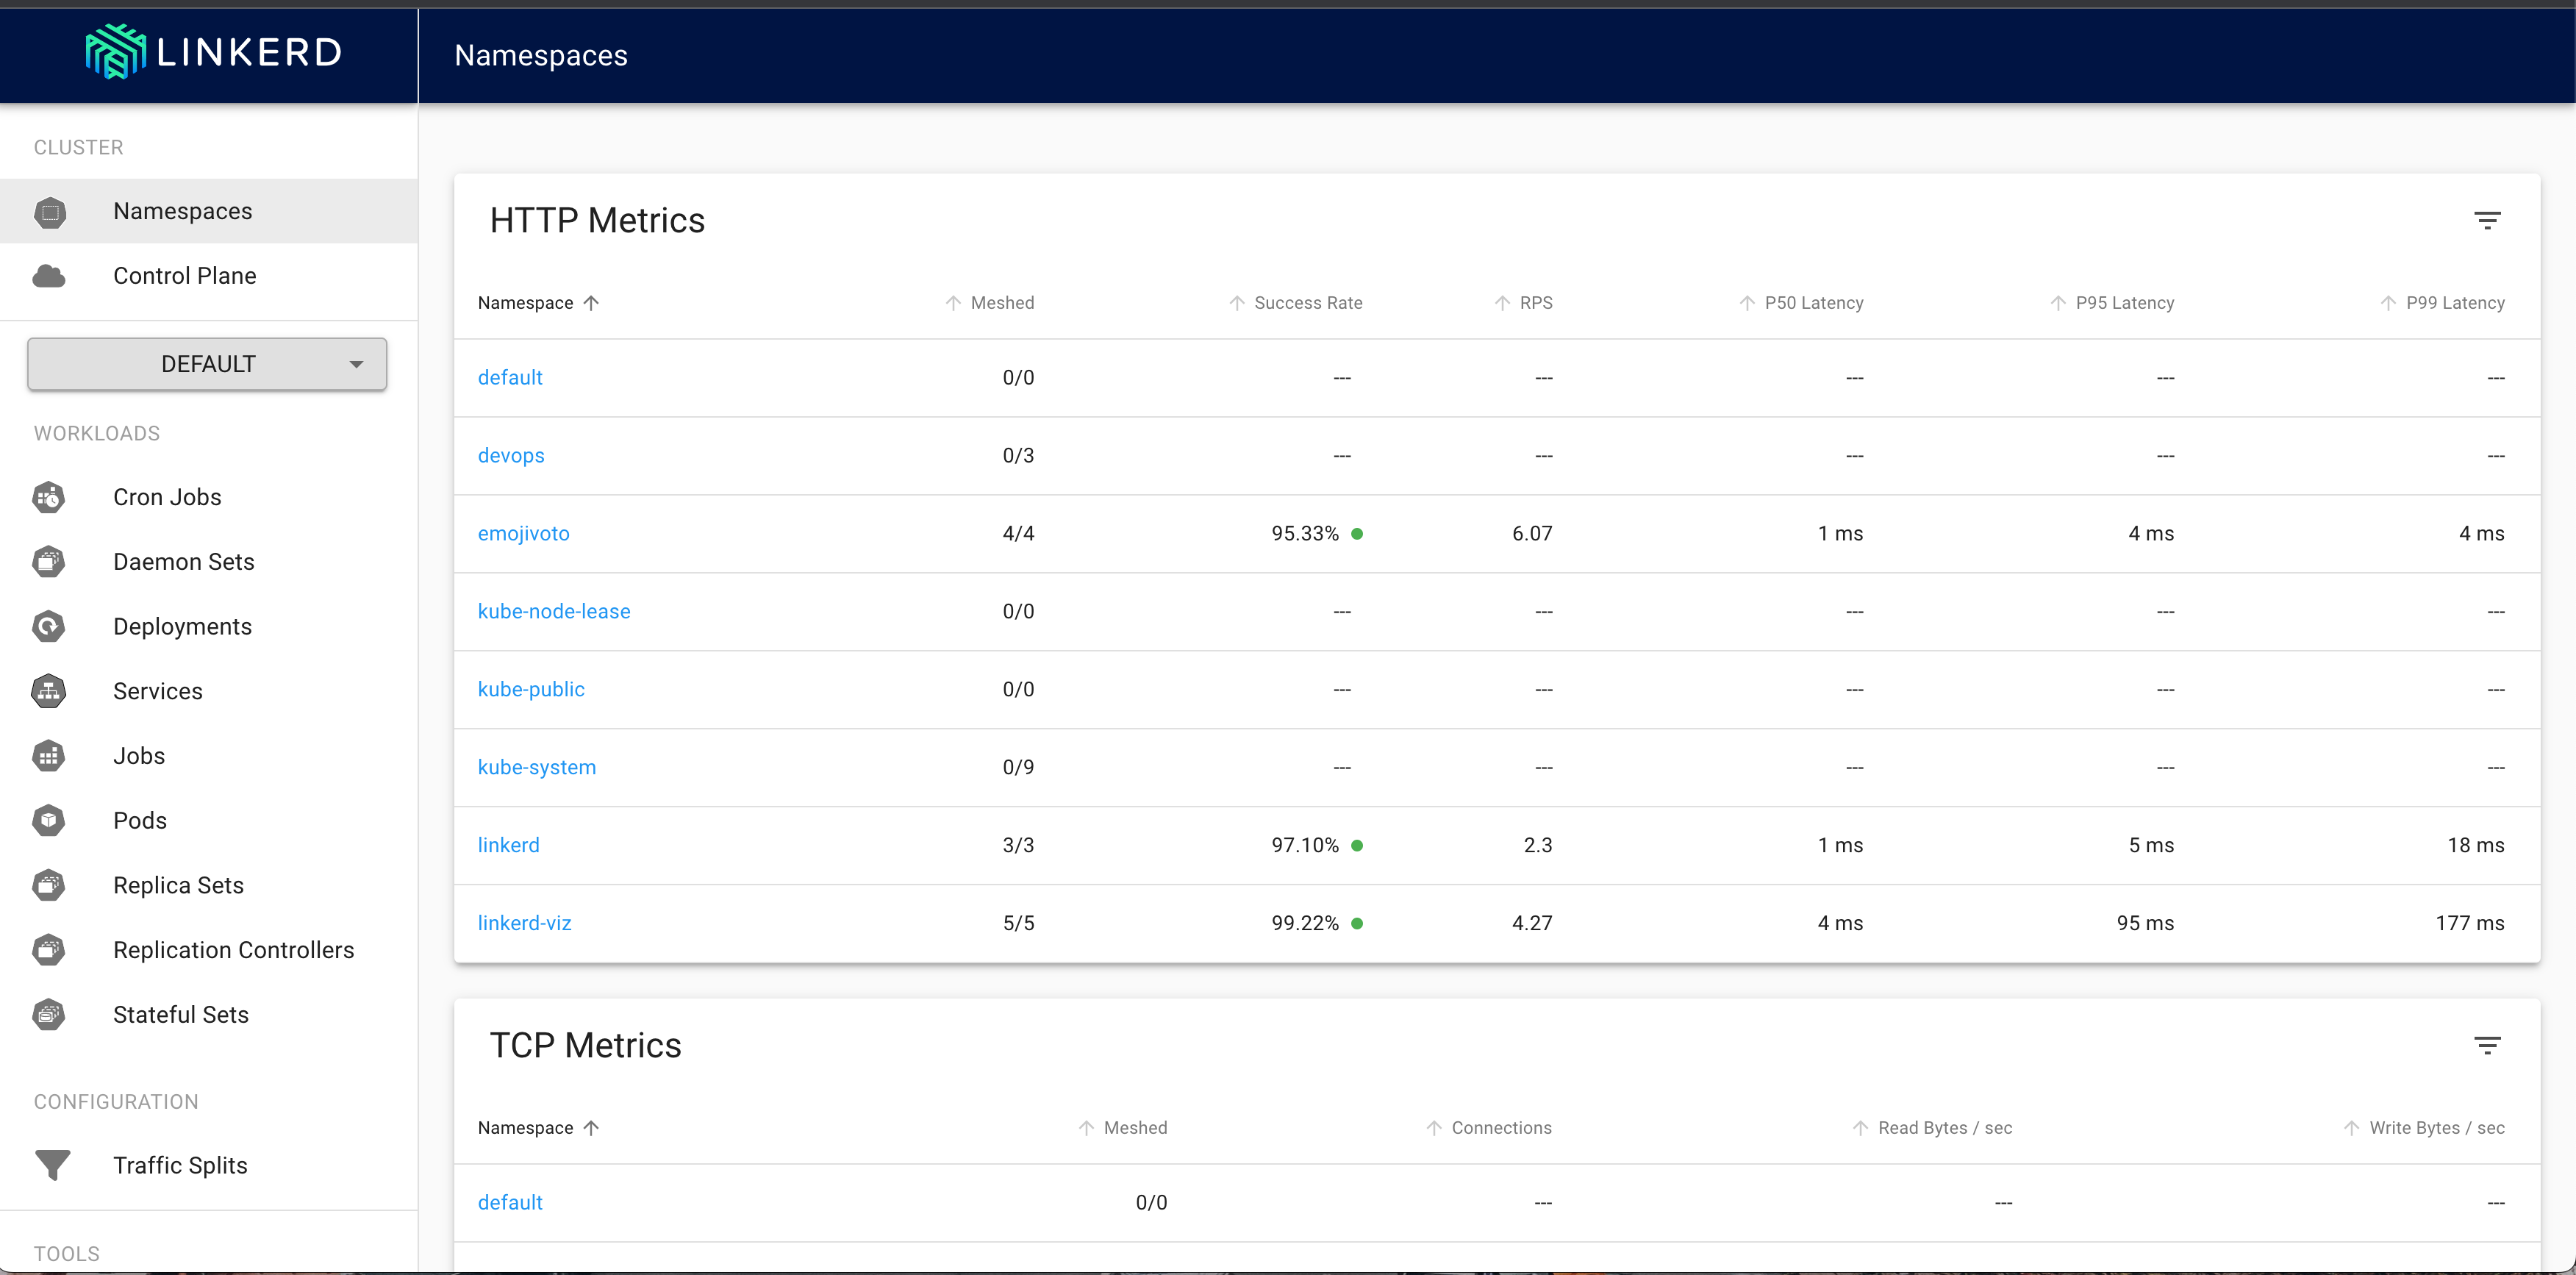 LINKERD
Namespaces
CLUSTER
Namespaces
Control Plane
DEFAULT
WORKLOADS
Cron Jobs
Daemon Sets
Deployments
Services
Jobs
Pods
Replica Sets
Replication Controllers
Stateful Sets
CONFIGURATION
Traffic Splits
TOOLS
HTTP Metrics
Namespace Meshed Success Rate RPS P50 Latency P95 Latency P99 Latency
default 0/0 --- --- --- --- ---
devops 0/3 --- --- --- --- ---
emojivoto 4/4 95.33% 6.07 1 ms 4 ms 4 ms
kube-node-lease 0/0 --- --- --- --- ---
kube-public 0/0 --- --- --- --- ---
kube-system 0/9 --- --- --- --- ---
linkerd 3/3 97.10% 2.3 1 ms 5 ms 18 ms
linkerd-viz 5/5 99.22% 4.27 4 ms 95 ms 177 ms
TCP Metrics
Namespace Meshed Connections Read Bytes / sec Write Bytes / sec
default 0/0 --- --- ---